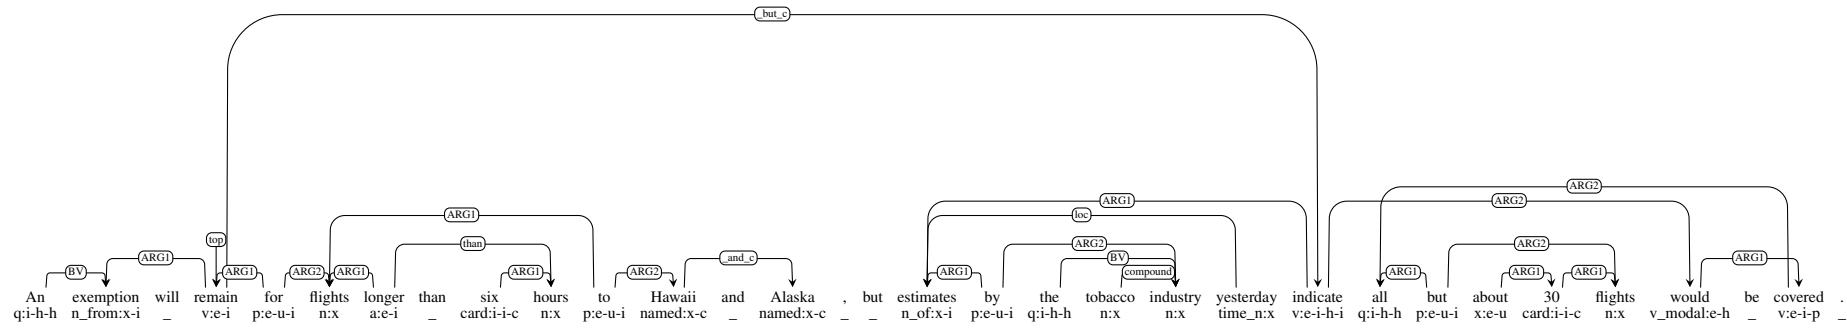 _but_c
ARG2
ARG1 ARG2
ARG1 loc
top than ARG2 ARG2
ARG1 _and_c BV ARG1
BV ARG1 ARG2 ARG1 ARG1 ARG2 ARG1 compound ARG1 ARG1 ARG1
An exemption will remain for flights longer than six hours to Hawaii and Alaska , but estimates by the tobacco industry yesterday indicate all but about 30 flights would be covered .
q:i-h-h n_from:x-i _ v:e-i p:e-u-i n:x a:e-i _ card:i-i-c n:x p:e-u-i named:x-c _ named:x-c _ _ n_of:x-i p:e-u-i q:i-h-h n:x n:x time_n:x v:e-i-h-i q:i-h-h p:e-u-i x:e-u card:i-i-c n:x v_modal:e-h _ v:e-i-p _